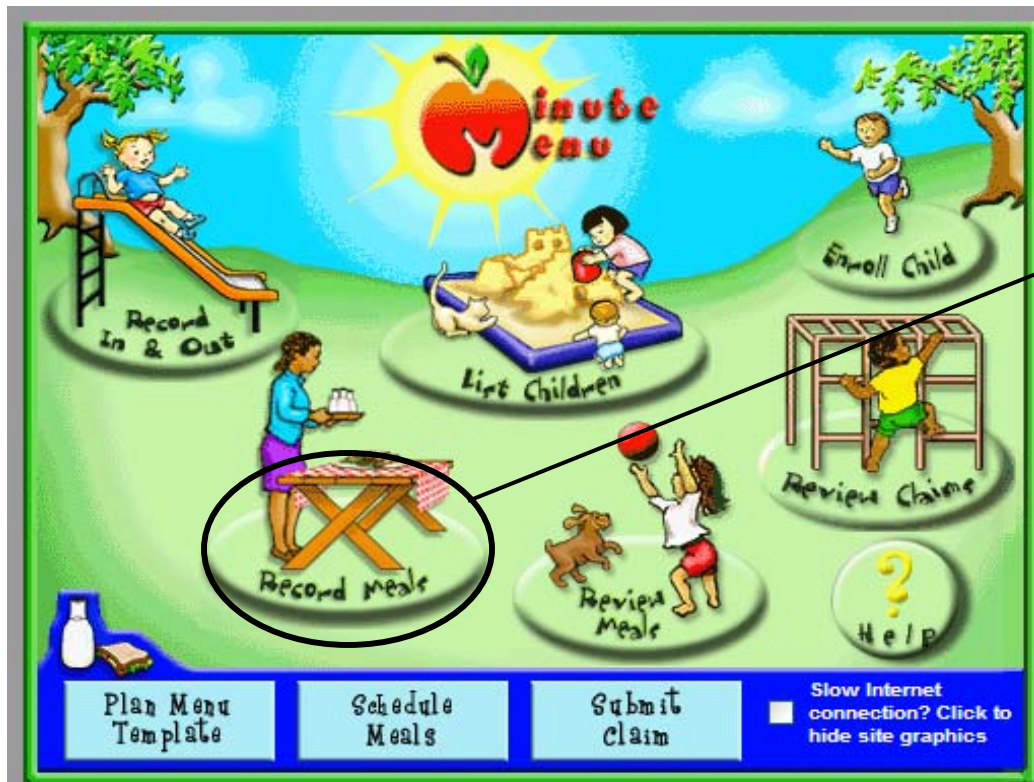 Minute
Menu
Enroll Child
Record
In & Out
List Children
Review Claims
Record Meals
Review
Meals
Help
Plan Menu
Template
Schedule
Meals
Submit
Claim
Slow Internet
connection? Click to
hide site graphics